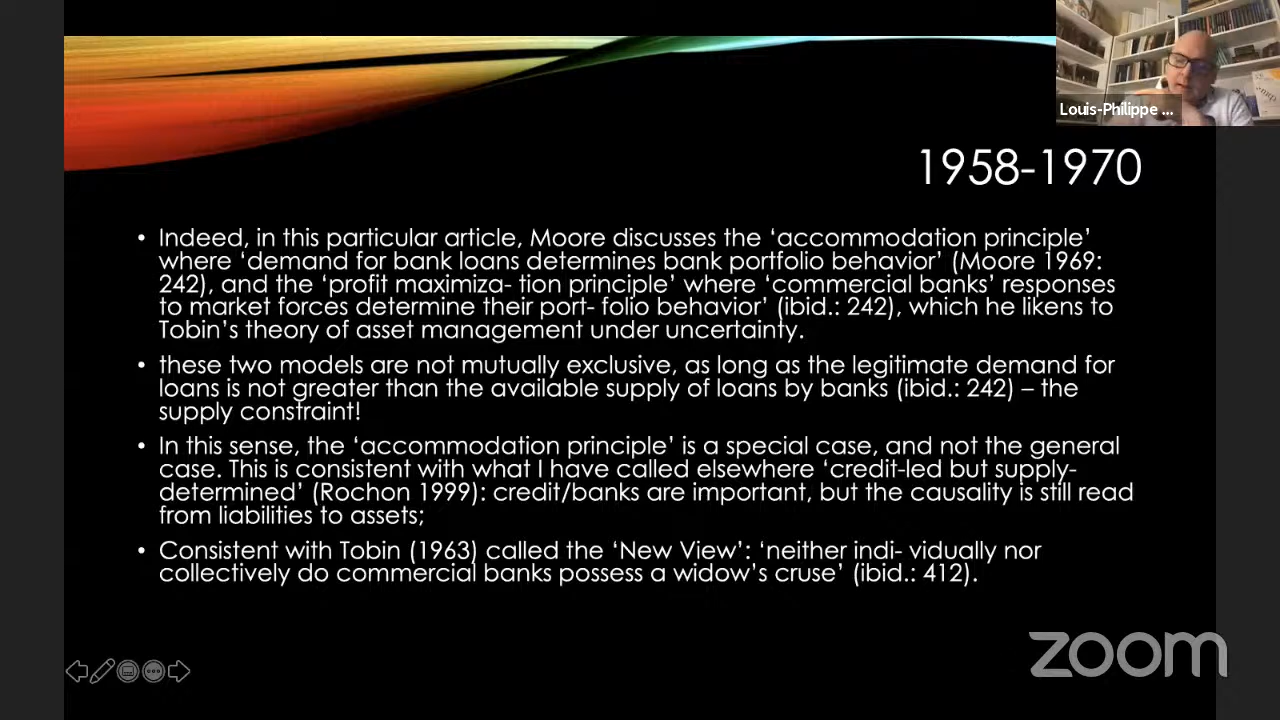 Louis-Philippe ...
1958-1970
• Indeed, in this particular article, Moore discusses the ‘accommodation principle’
where ‘demand for bank loans determines bank portfolio behavior’ (Moore 1969:
242), and the ‘profit maximiza- tion principle’ where ‘commercial banks’ responses
to market forces determine their port- folio behavior’ (ibid.: 242), which he likens to
Tobin’s theory of asset management under uncertainty.
• these two models are not mutually exclusive, as long as the legitimate demand for
loans is not greater than the available supply of loans by banks (ibid.: 242) – the
supply constraint!
• In this sense, the ‘accommodation principle’ is a special case, and not the general
case. This is consistent with what I have called elsewhere ‘credit-led but supply-
determined’ (Rochon 1999): credit/banks are important, but the causality is still read
from liabilities to assets;
• Consistent with Tobin (1963) called the ‘New View’: ‘neither indi- vidually nor
collectively do commercial banks possess a widow’s cruse’ (ibid.: 412).
zoom